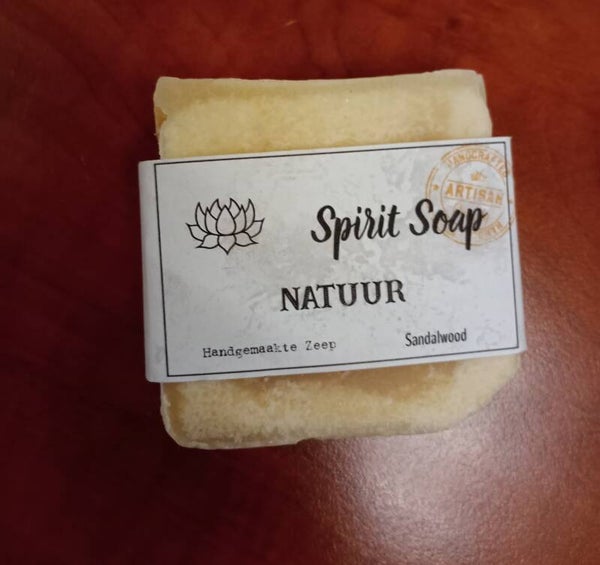 HANDCRAFTED
ARTISAN
Spirit Soap
NATUUR
Handgemaakte Zeep
Sandalwood